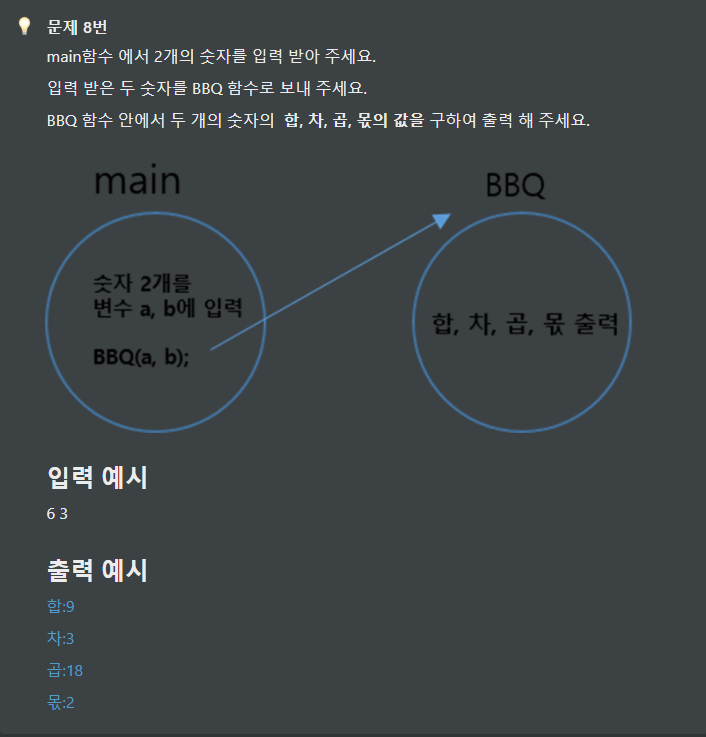 문제 8번
main함수 에서 2개의 숫자를 입력 받아 주세요.
입력 받은 두 숫자를 BBQ 함수로 보내 주세요.
BBQ 함수 안에서 두 개의 숫자의 합, 차, 곱, 몫의 값을 구하여 출력 해 주세요.
main
숫자 2개를
변수 a, b에 입력
BBQ(a, b);
BBQ
합, 차, 곱, 몫 출력
입력 예시
6 3
출력 예시
합:9
차:3
곱:18
몫:2